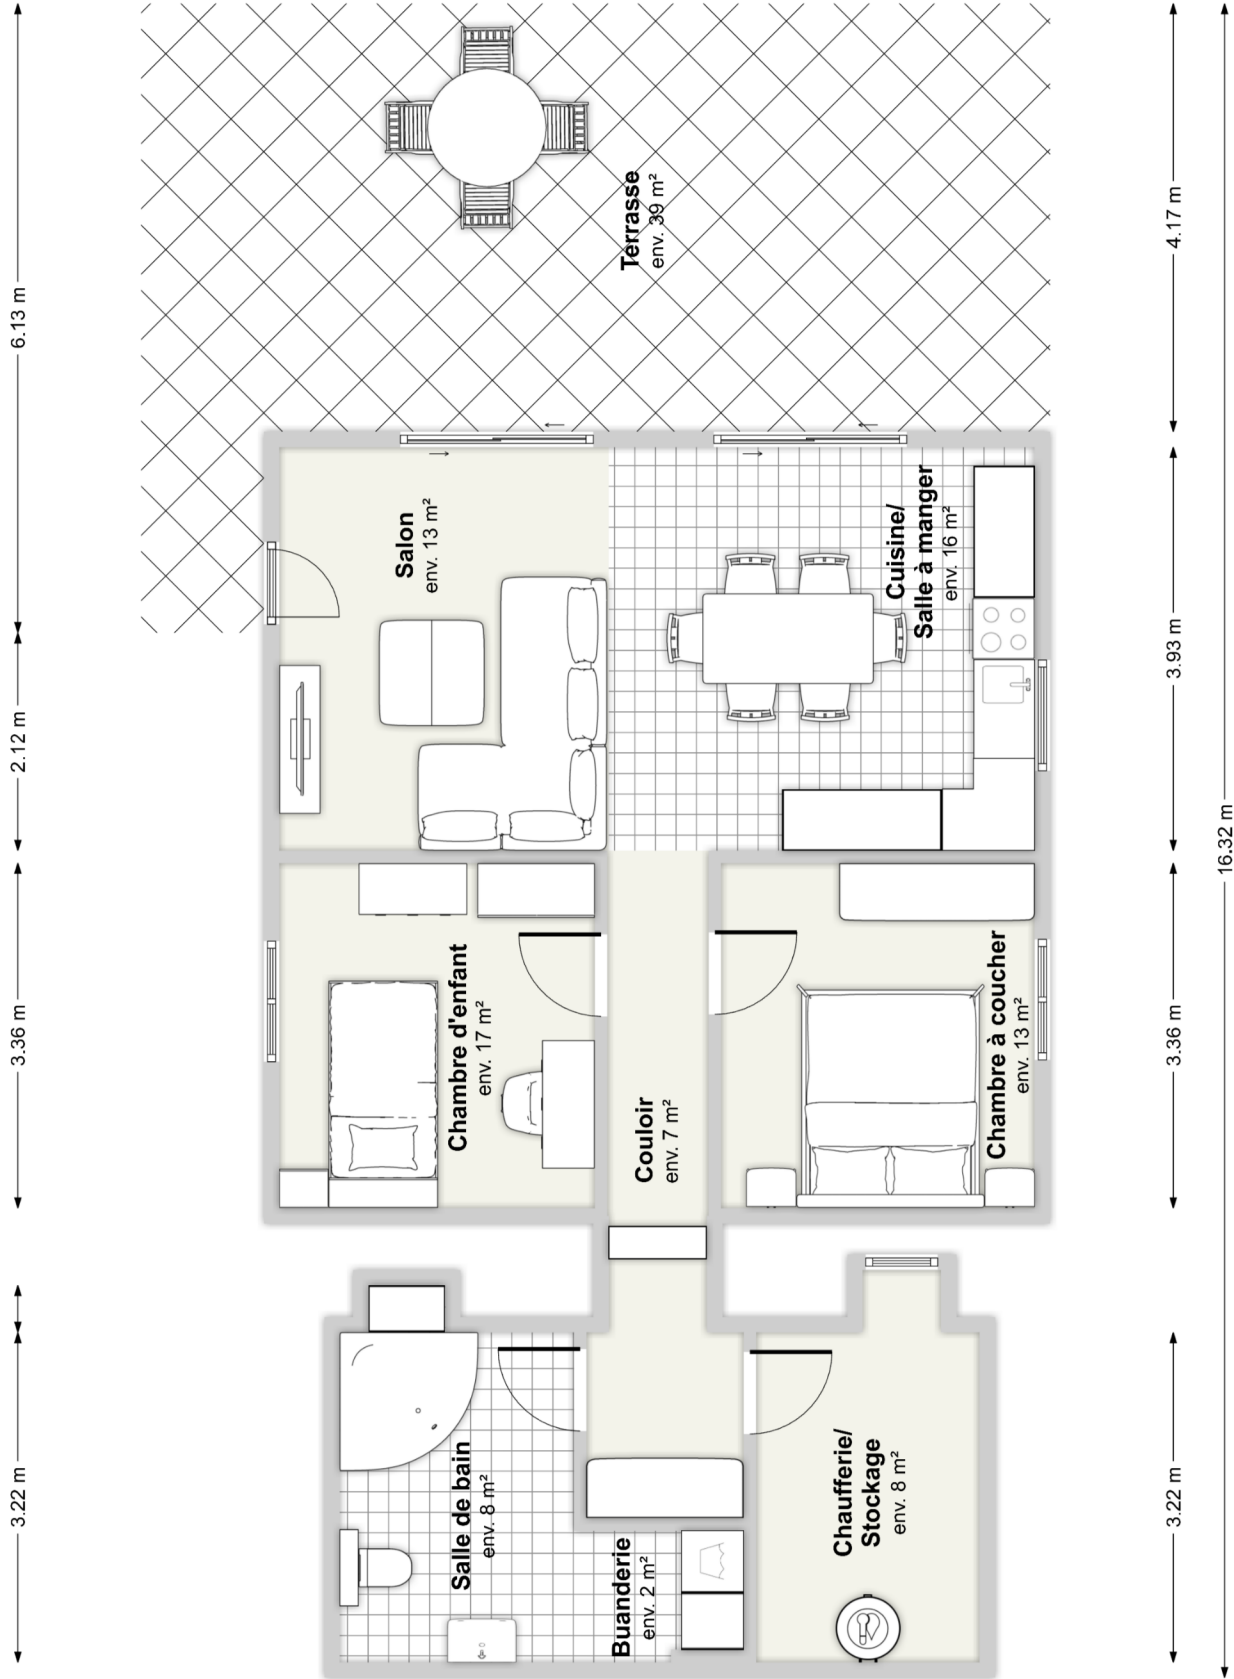 6.13 m
2.12 m
3.36 m
3.22 m
Terrasse
env. 39 m²
Salon
env. 13 m²
Cuisine/
Salle à manger
env. 16 m²
Chambre d'enfant
env. 17 m²
Couloir
env. 7 m²
Chambre à coucher
env. 13 m²
Salle de bain
env. 8 m²
Buanderie
env. 2 m²
Chaufferie/
Stockage
env. 8 m²
4.17 m
3.93 m
3.36 m
3.22 m
16.32 m